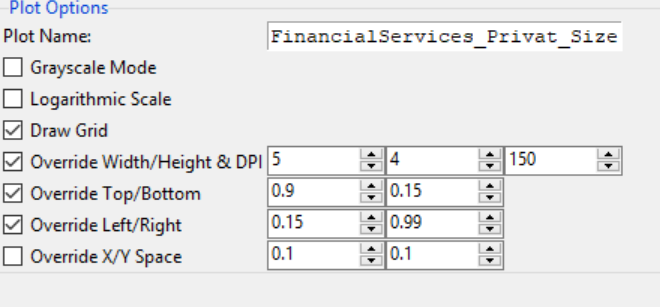 Plot Options
Plot Name: FinancialServices_Privat_Size
Grayscale Mode
Logarithmic Scale
Draw Grid
Override Width/Height & DPI 5 4 150
Override Top/Bottom 0.9 0.15
Override Left/Right 0.15 0.99
Override X/Y Space 0.1 0.1